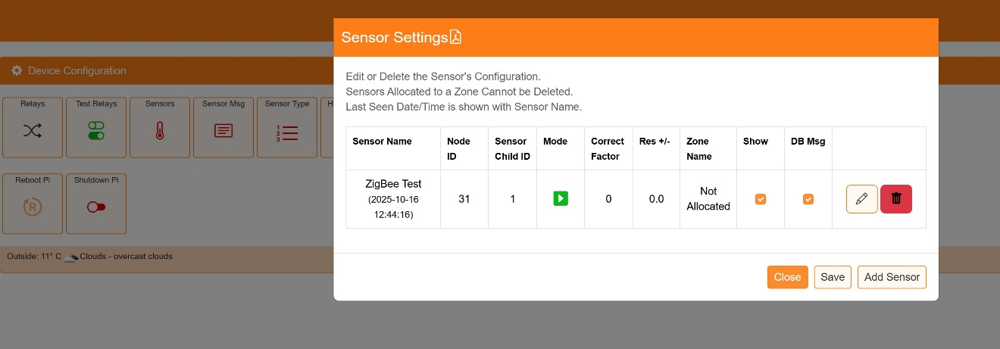 Sensor Settings
Device Configuration
Relays
Test Relays
Sensors
Sensor Msg
Sensor Type
H
1
2
3
Reboot Pi
Shutdown Pi
R
Outside: 11° C Clouds - overcast clouds
Edit or Delete the Sensor's Configuration.
Sensors Allocated to a Zone Cannot be Deleted.
Last Seen Date/Time is shown with Sensor Name.
Sensor Name
Node
ID
Sensor
Child ID
Mode
Correct
Factor
Res +/-
Zone
Name
Show
DB Msg
ZigBee Test
(2025-10-16
12:44:16)
31
1
0
0.0
Not
Allocated
Close
Save
Add Sensor